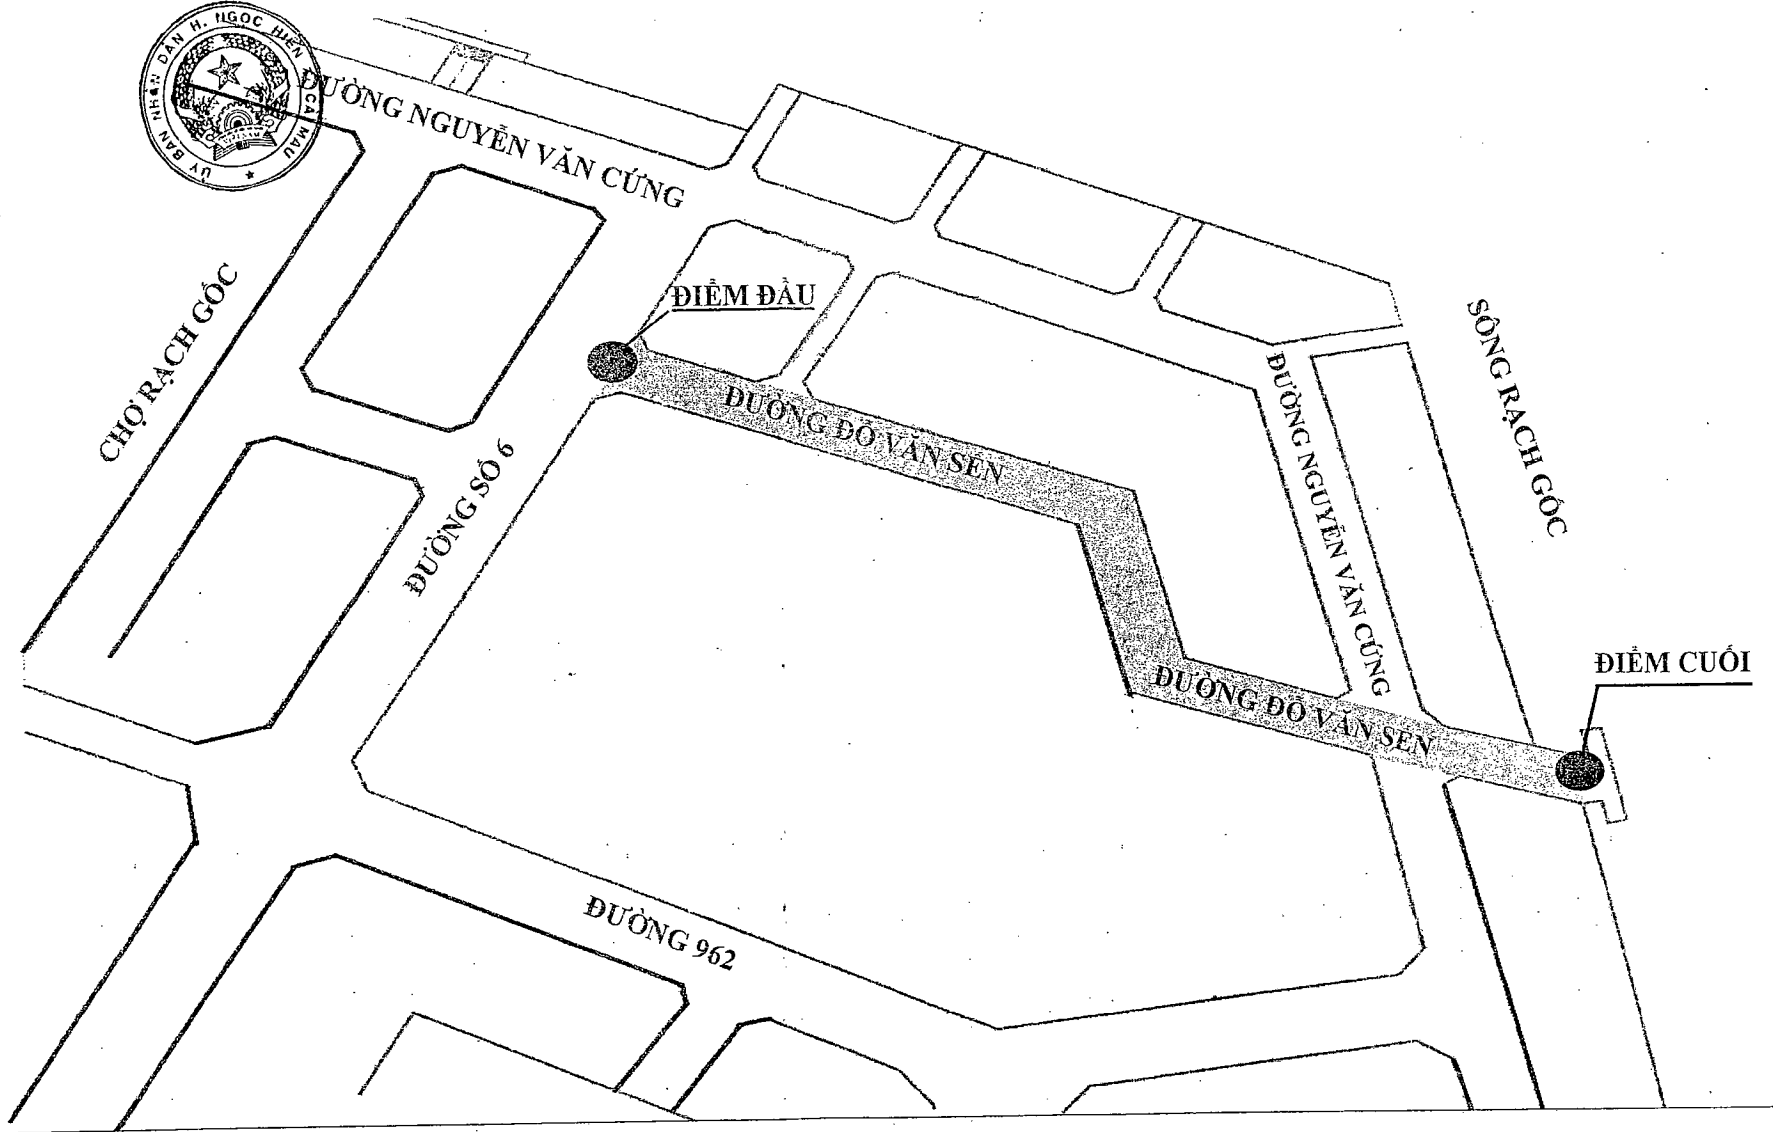 ỦY BAN NHÂN DÂN H. NGỌC HIỂN
CÀ MAU
ĐƯỜNG NGUYỄN VĂN CỨNG
CHỢ RẠCH GỐC
ĐIỂM ĐẦU
ĐƯỜNG ĐỖ VĂN SEN
ĐƯỜNG SỐ 6
ĐƯỜNG NGUYỄN VĂN CỨNG
SÔNG RẠCH GỐC
ĐIỂM CUỐI
ĐƯỜNG ĐỖ VĂN SEN
ĐƯỜNG 962